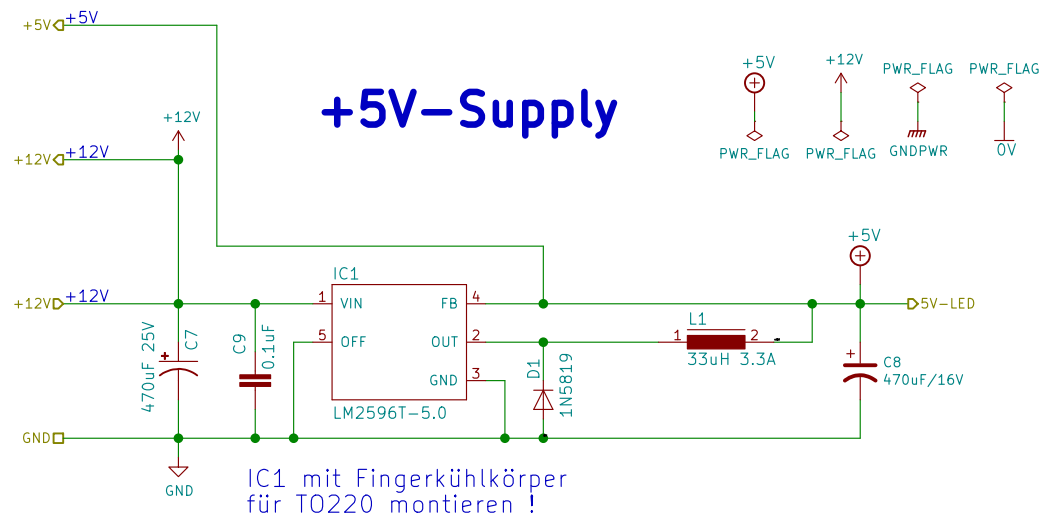 +5V +5V
+5V-Supply
+5V
+12V
PWR_FLAG
PWR_FLAG
PWR_FLAG
PWR_FLAG
GNDPWR
0V
+12V
+12V +12V
+5V
+12V +12V
IC1
1 VIN
FB 4
5 OFF
OUT 2
GND 3
LM2596T-5.0
5V-LED
L1
1 2
33uH 3.3A
C7
470uF 25V
C9
0.1uF
D1
1N5819
C8
470uF/16V
GND
GND
IC1 mit Fingerkühlkörper
für TO220 montieren !